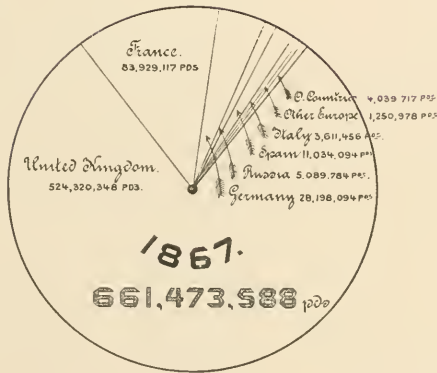 France.
83,929,117 PDS
O. Countries 4,039 717 PDS.
Other Europe 1,250,978 PDS.
Italy 3,611,456 PDS.
Spain 11,034,094 PDS
Russia 5,089,784 PDS.
Germany 28,198,094 PDS.
United Kingdom.
524,320,348 PDS.
1867.
661,473,588 pds